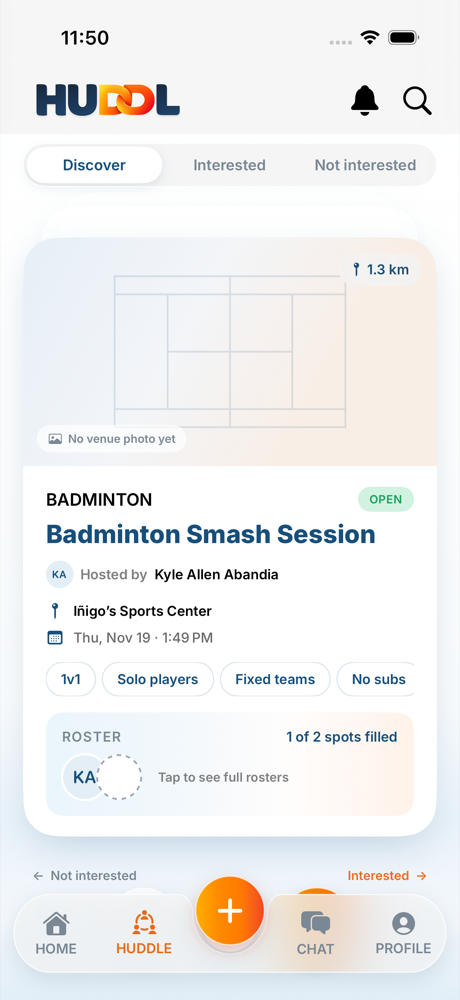 11:50
HUDDL
Discover
Interested
Not interested
1.3 km
No venue photo yet
BADMINTON
OPEN
Badminton Smash Session
KA
Hosted by Kyle Allen Abandia
Iñigo’s Sports Center
Thu, Nov 19 · 1:49 PM
1v1
Solo players
Fixed teams
No subs
ROSTER
1 of 2 spots filled
KA
Tap to see full rosters
← Not interested
Interested →
HOME
HUDDLE
CHAT
PROFILE